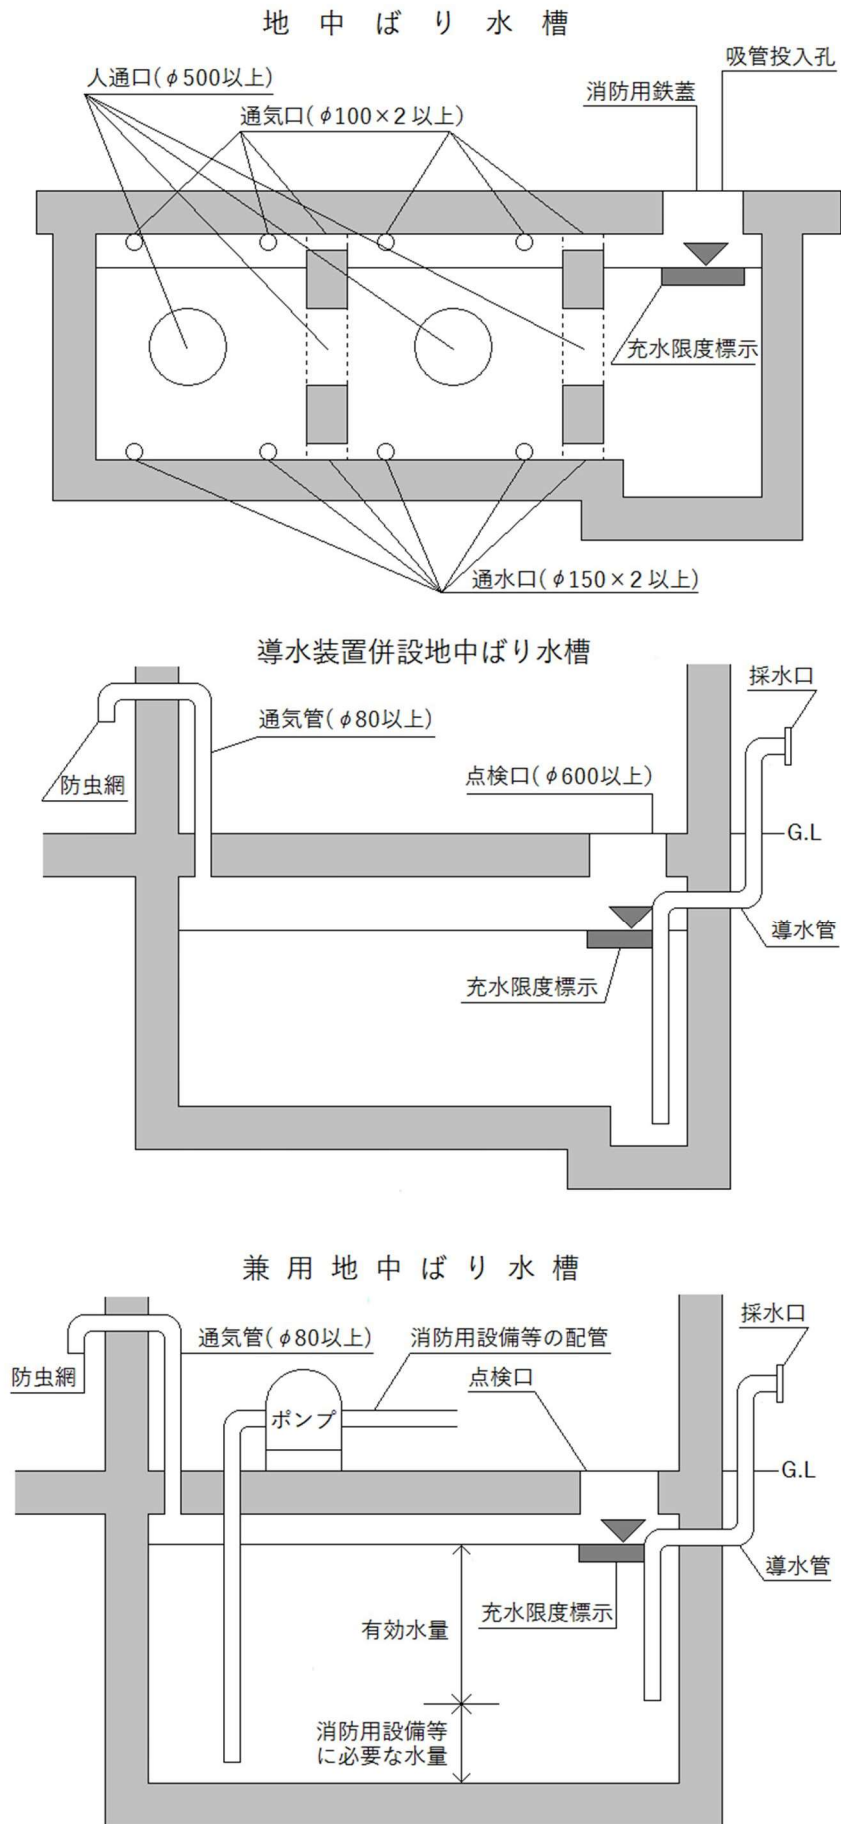 地中ばり水槽
吸管投入孔
人通口(φ500以上)
消防用鉄蓋
通気口(φ100×2以上)
充水限度標示
通水口(φ150×2以上)
導水装置併設地中ばり水槽
採水口
通気管(φ80以上)
防虫網
点検口(φ600以上)
G.L
導水管
充水限度標示
兼用地中ばり水槽
採水口
通気管(φ80以上)
消防用設備等の配管
防虫網
点検口
ポンプ
G.L
導水管
充水限度標示
有効水量
消防用設備等
に必要な水量